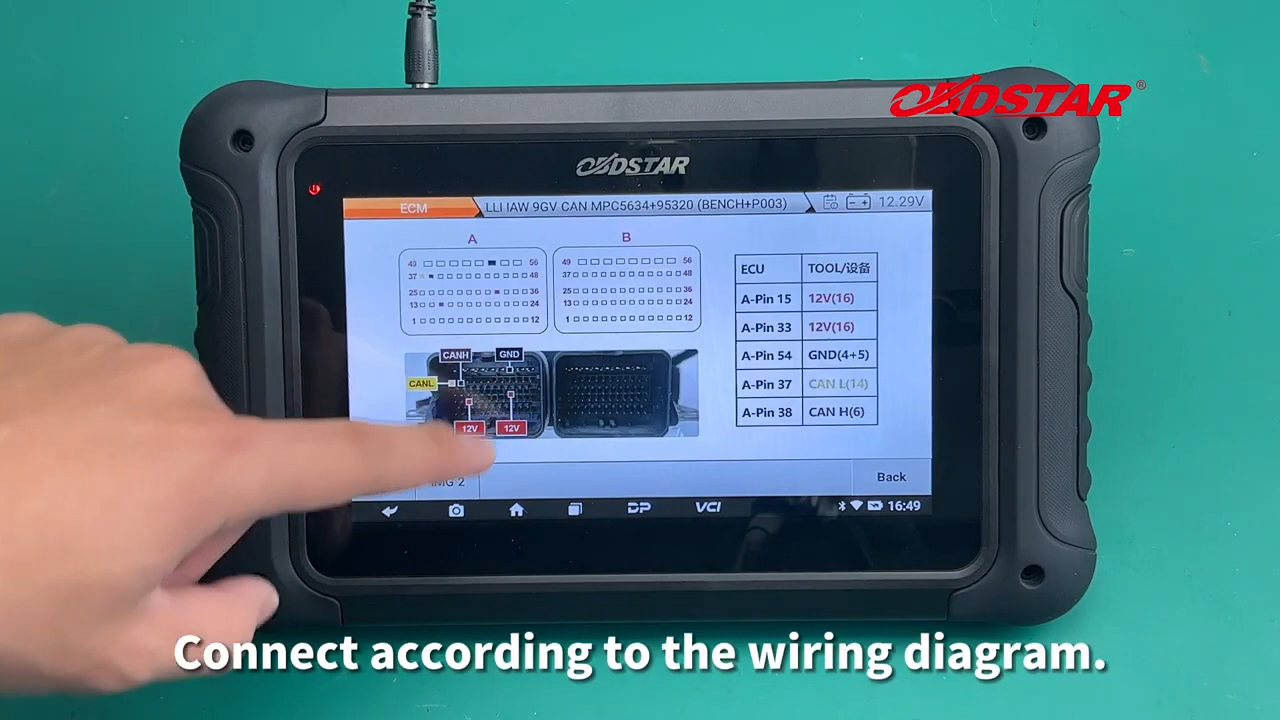 OBDSTAR®
OBDSTAR
ECM
LLI IAW 9GV CAN MPC5634+95320 (BENCH+P003)
12.29V
A
B
49 56
37 48
25 36
13 24
1 12
49 56
37 48
25 36
13 24
1 12
ECU TOOL/设备
A-Pin 15 12V(16)
A-Pin 33 12V(16)
A-Pin 54 GND(4+5)
A-Pin 37 CAN L(14)
A-Pin 38 CAN H(6)
CANH
GND
CANL
12V
12V
IMG 2
Back
DP
VCI
16:49
Connect according to the wiring diagram.